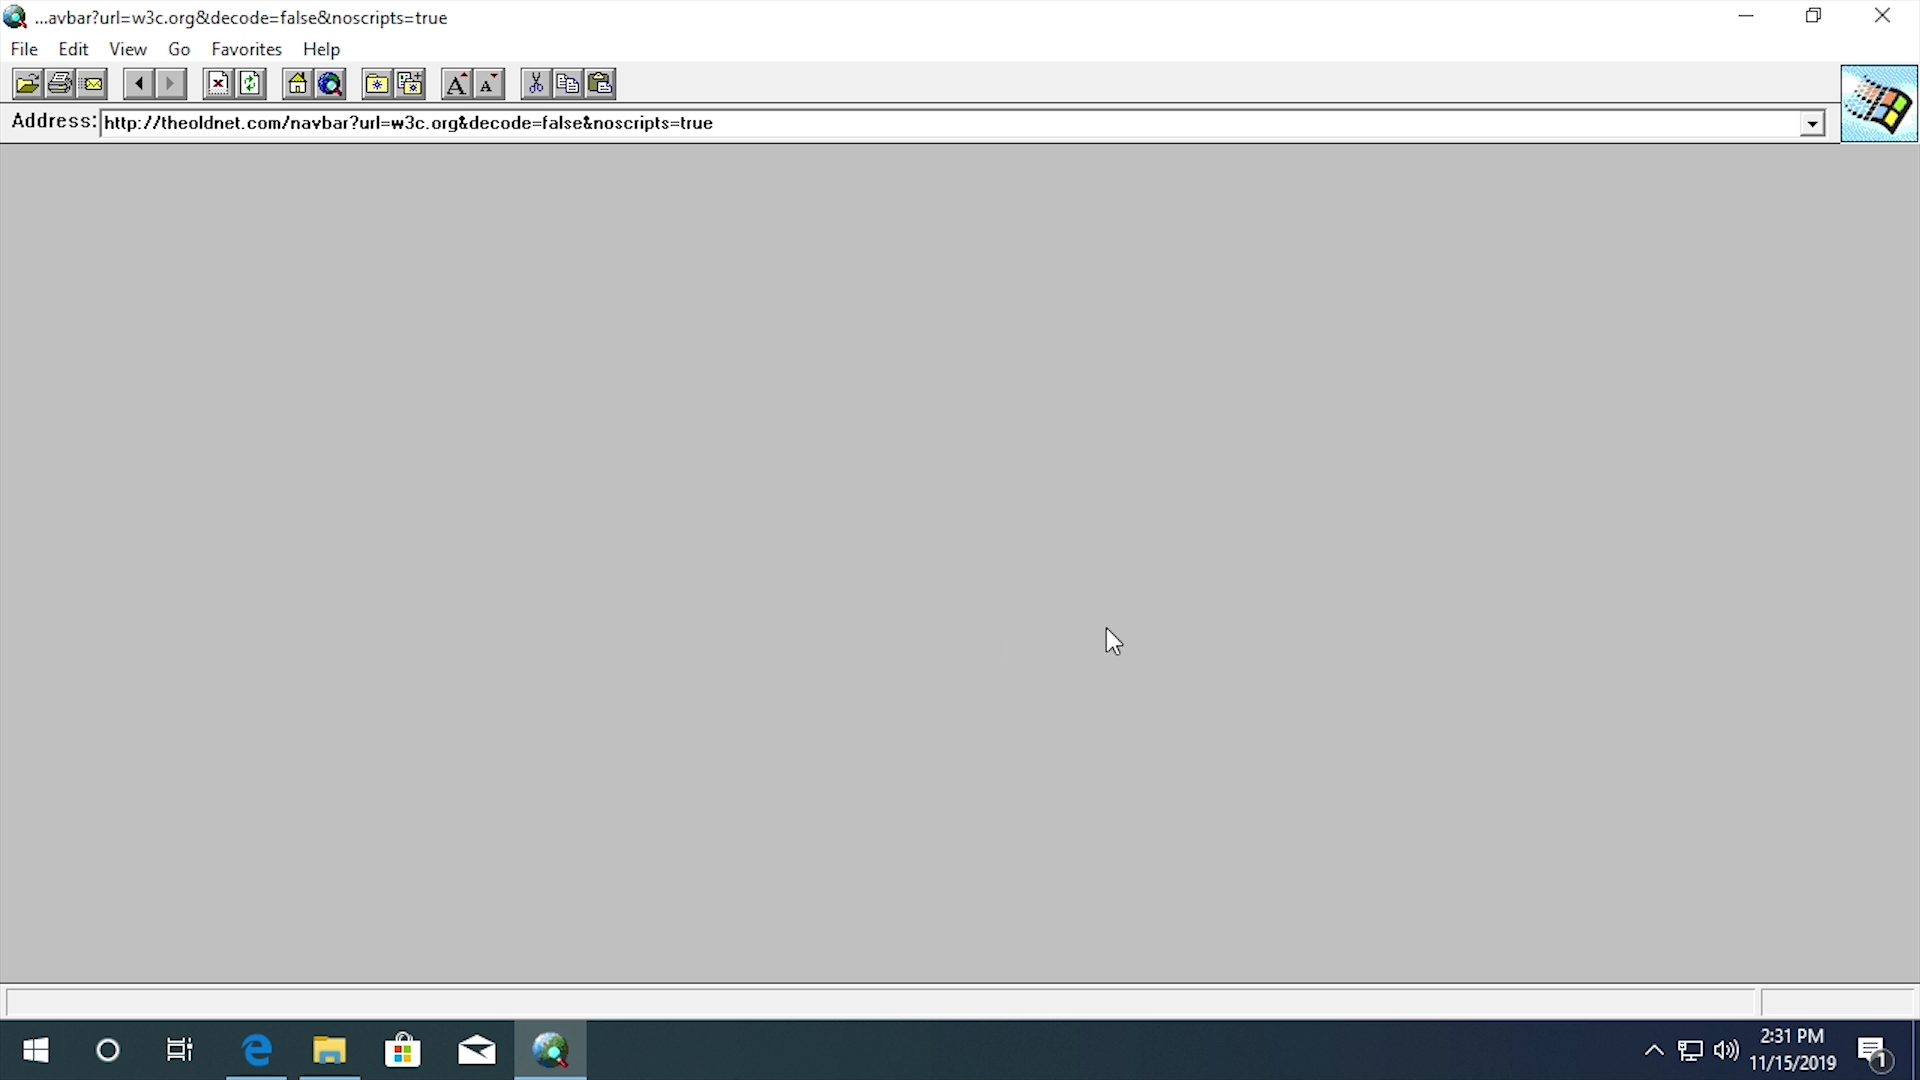 ...avbar?url=w3c.org&decode=false&noscripts=true
File Edit View Go Favorites Help
Address: http://theoldnet.com/navbar?url=w3c.org&decode=false&noscripts=true
2:31 PM
11/15/2019
1